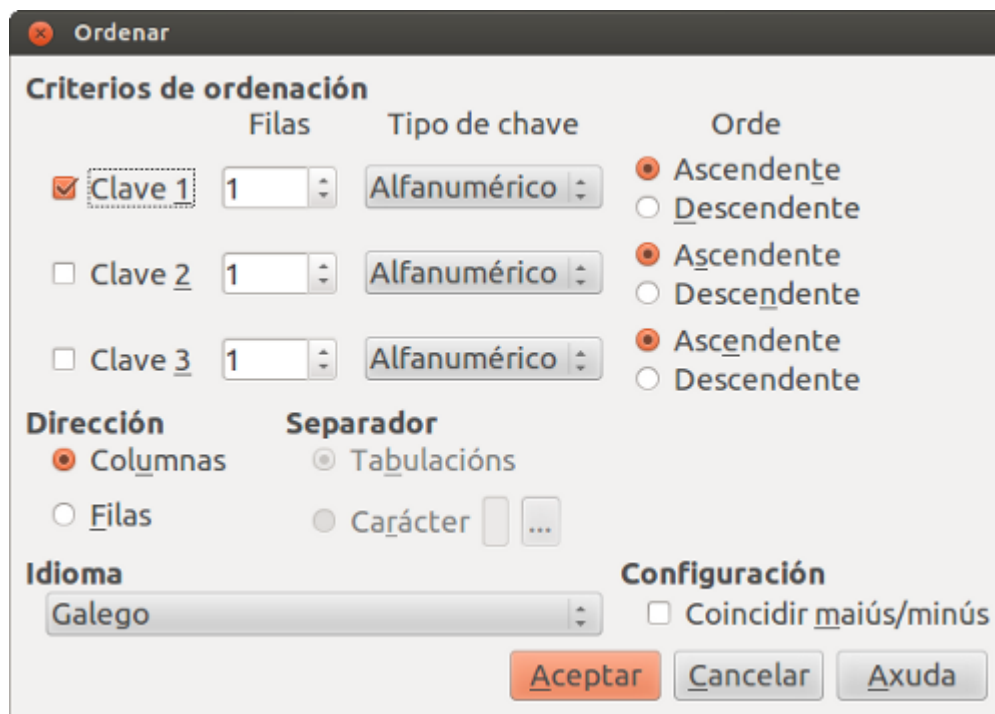 Ordenar
Criterios de ordenación
Filas Tipo de chave Orde
Clave 1 1 Alfanumérico Ascendente
Descendente
Clave 2 1 Alfanumérico Ascendente
Descendente
Clave 3 1 Alfanumérico Ascendente
Descendente
Dirección Separador
Columnas Tabulacións
Filas Carácter ...
Idioma Configuración
Galego Coincidir maiús/minús
Aceptar Cancelar Axuda